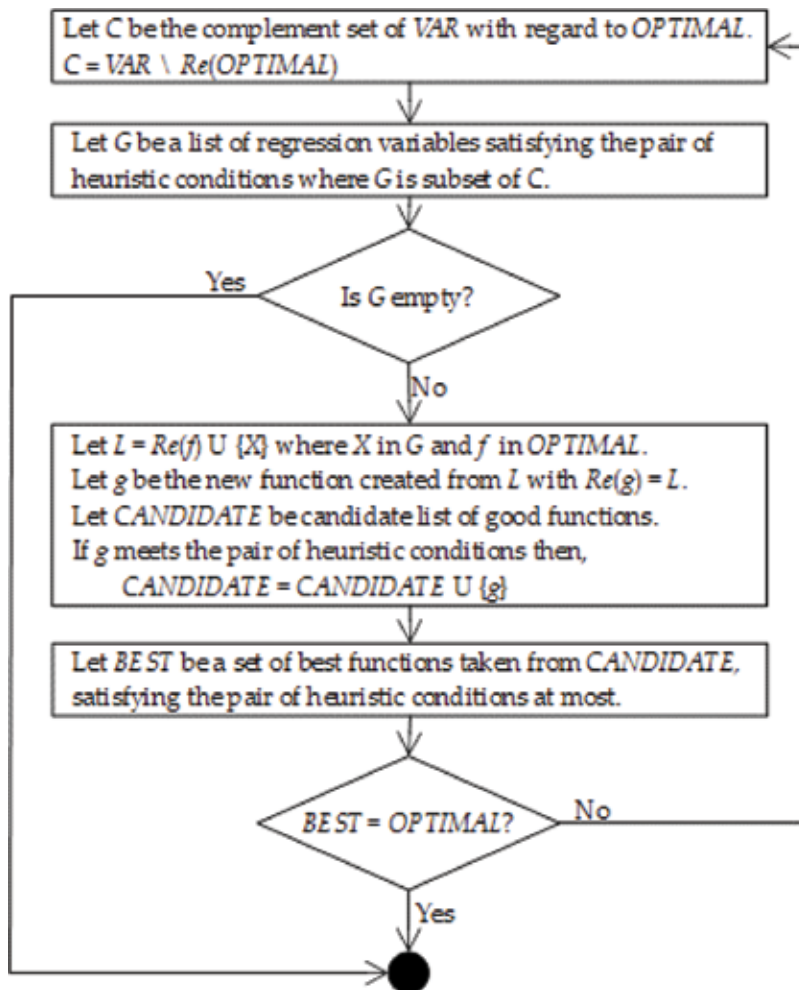 Let C be the complement set of VAR with regard to OPTIMAL.
C = VAR \ Re(OPTIMAL)
Let G be a list of regression variables satisfying the pair of
heuristic conditions where G is subset of C.
Yes
Is G empty?
No
Let L = Re(f) U {X} where X in G and f in OPTIMAL.
Let g be the new function created from L with Re(g) = L.
Let CANDIDATE be candidate list of good functions.
If g meets the pair of heuristic conditions then,
CANDIDATE = CANDIDATE U {g}
Let BEST be a set of best functions taken from CANDIDATE,
satisfying the pair of heuristic conditions at most.
BEST = OPTIMAL?
No
Yes